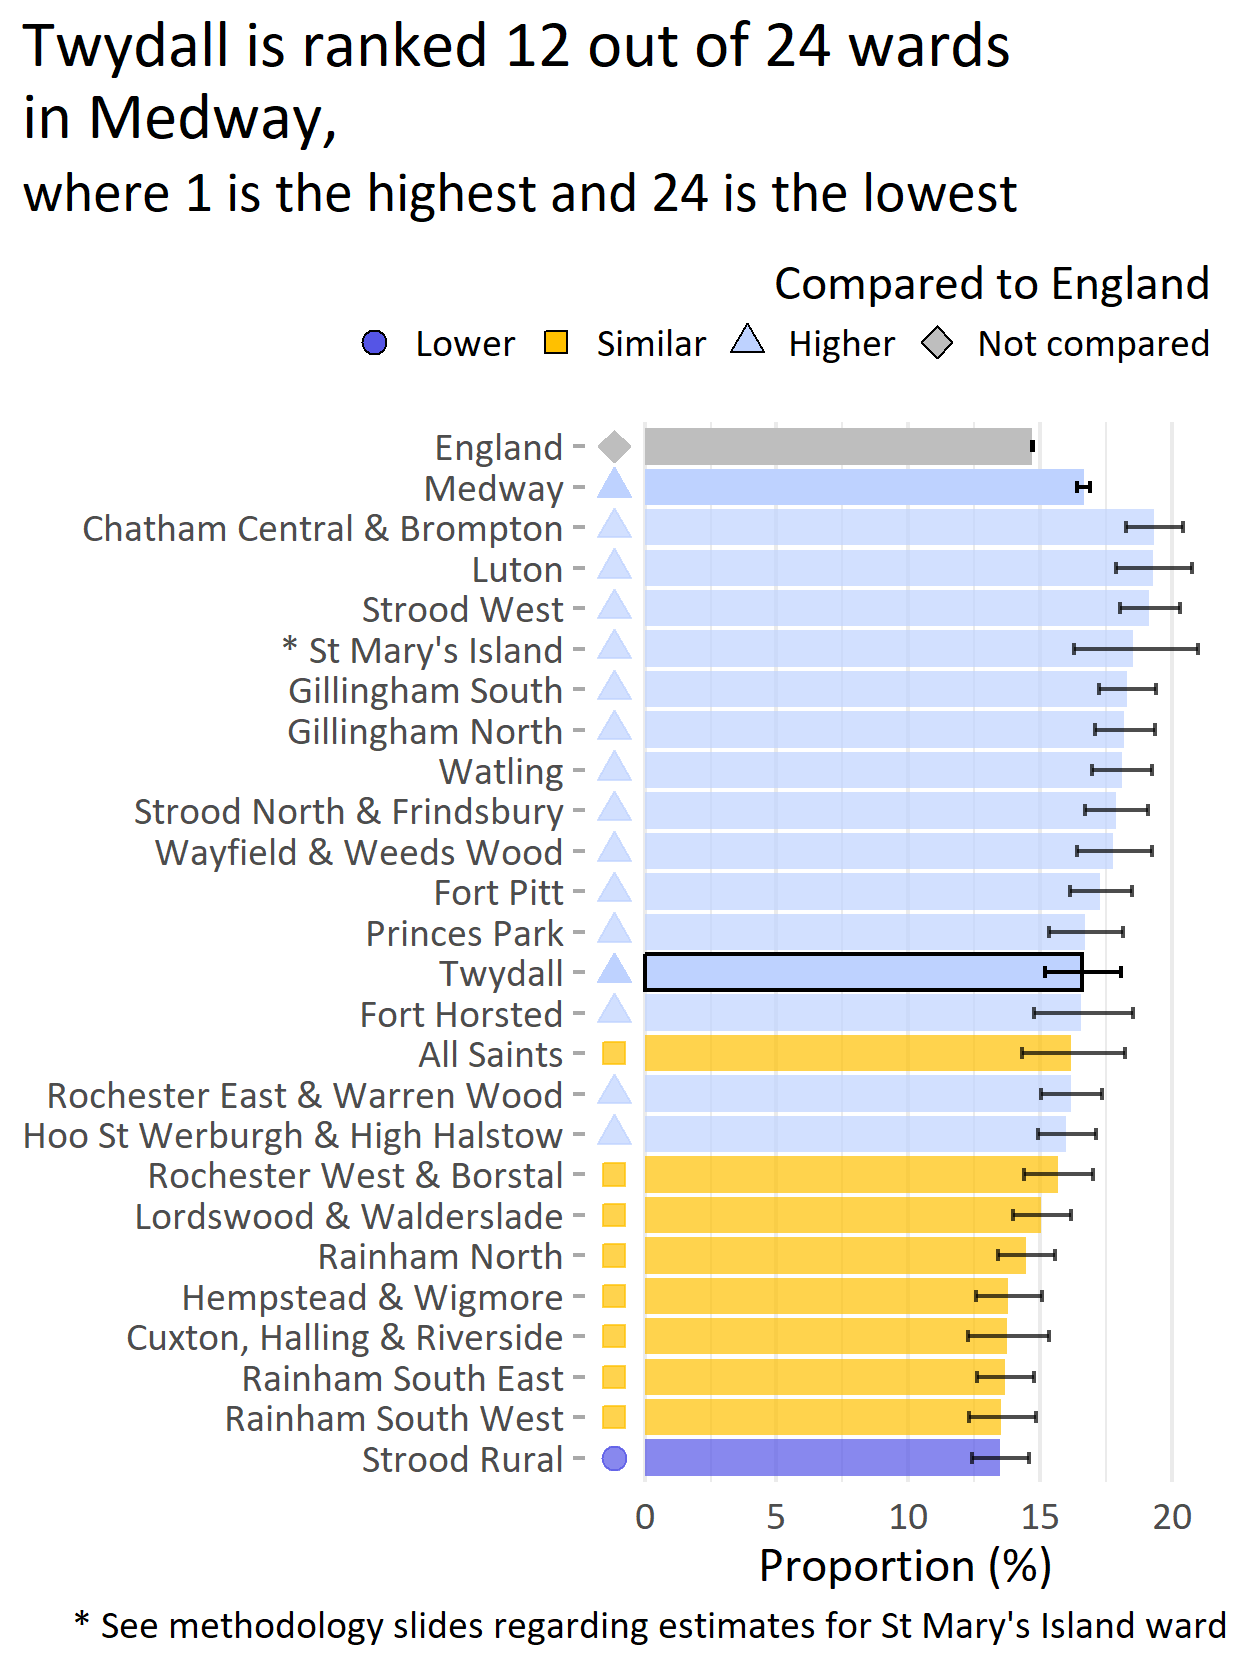 Twydall is ranked 12 out of 24 wards
in Medway,
where 1 is the highest and 24 is the lowest
Compared to England
Lower Similar Higher Not compared
England
Medway
Chatham Central & Brompton
Luton
Strood West
* St Mary's Island
Gillingham South
Gillingham North
Watling
Strood North & Frindsbury
Wayfield & Weeds Wood
Fort Pitt
Princes Park
Twydall
Fort Horsted
All Saints
Rochester East & Warren Wood
Hoo St Werburgh & High Halstow
Rochester West & Borstal
Lordswood & Walderslade
Rainham North
Hempstead & Wigmore
Cuxton, Halling & Riverside
Rainham South East
Rainham South West
Strood Rural
0 5 10 15 20
Proportion (%)
* See methodology slides regarding estimates for St Mary's Island ward